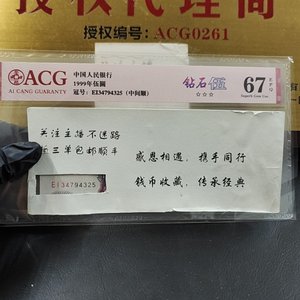 授权代理商
授权编号：ACG0261
ACG
AI CANG GUARANTY
中国人民银行
1999年伍圆
冠号：EI34794325（中间银）
钻石伍
☆☆☆
67
EPQ
Superb Gem Unc
关注主播不迷路
三单包邮顺丰
感恩相遇，携手同行
EI34794325
钱币收藏，传承经典